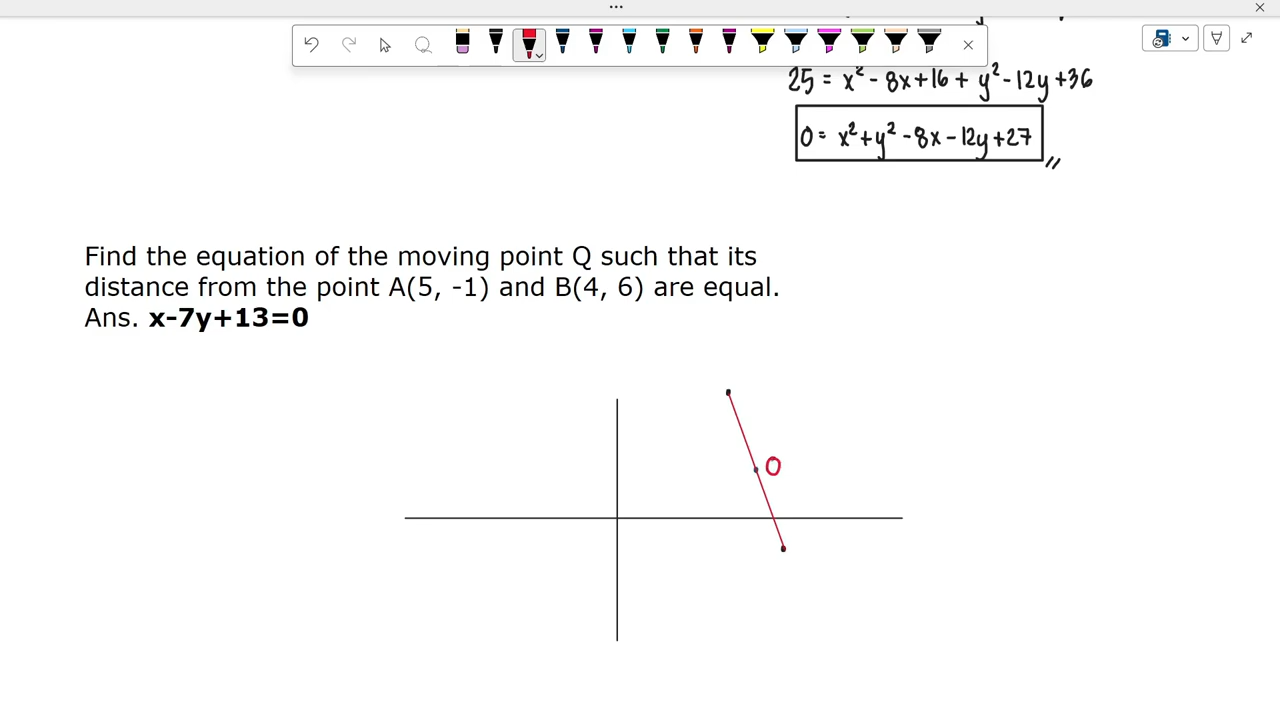 25 = x² - 8x + 16 + y² - 12y + 36
0 = x² + y² - 8x - 12y + 27
Find the equation of the moving point Q such that its
distance from the point A(5, -1) and B(4, 6) are equal.
Ans. x-7y+13=0
O